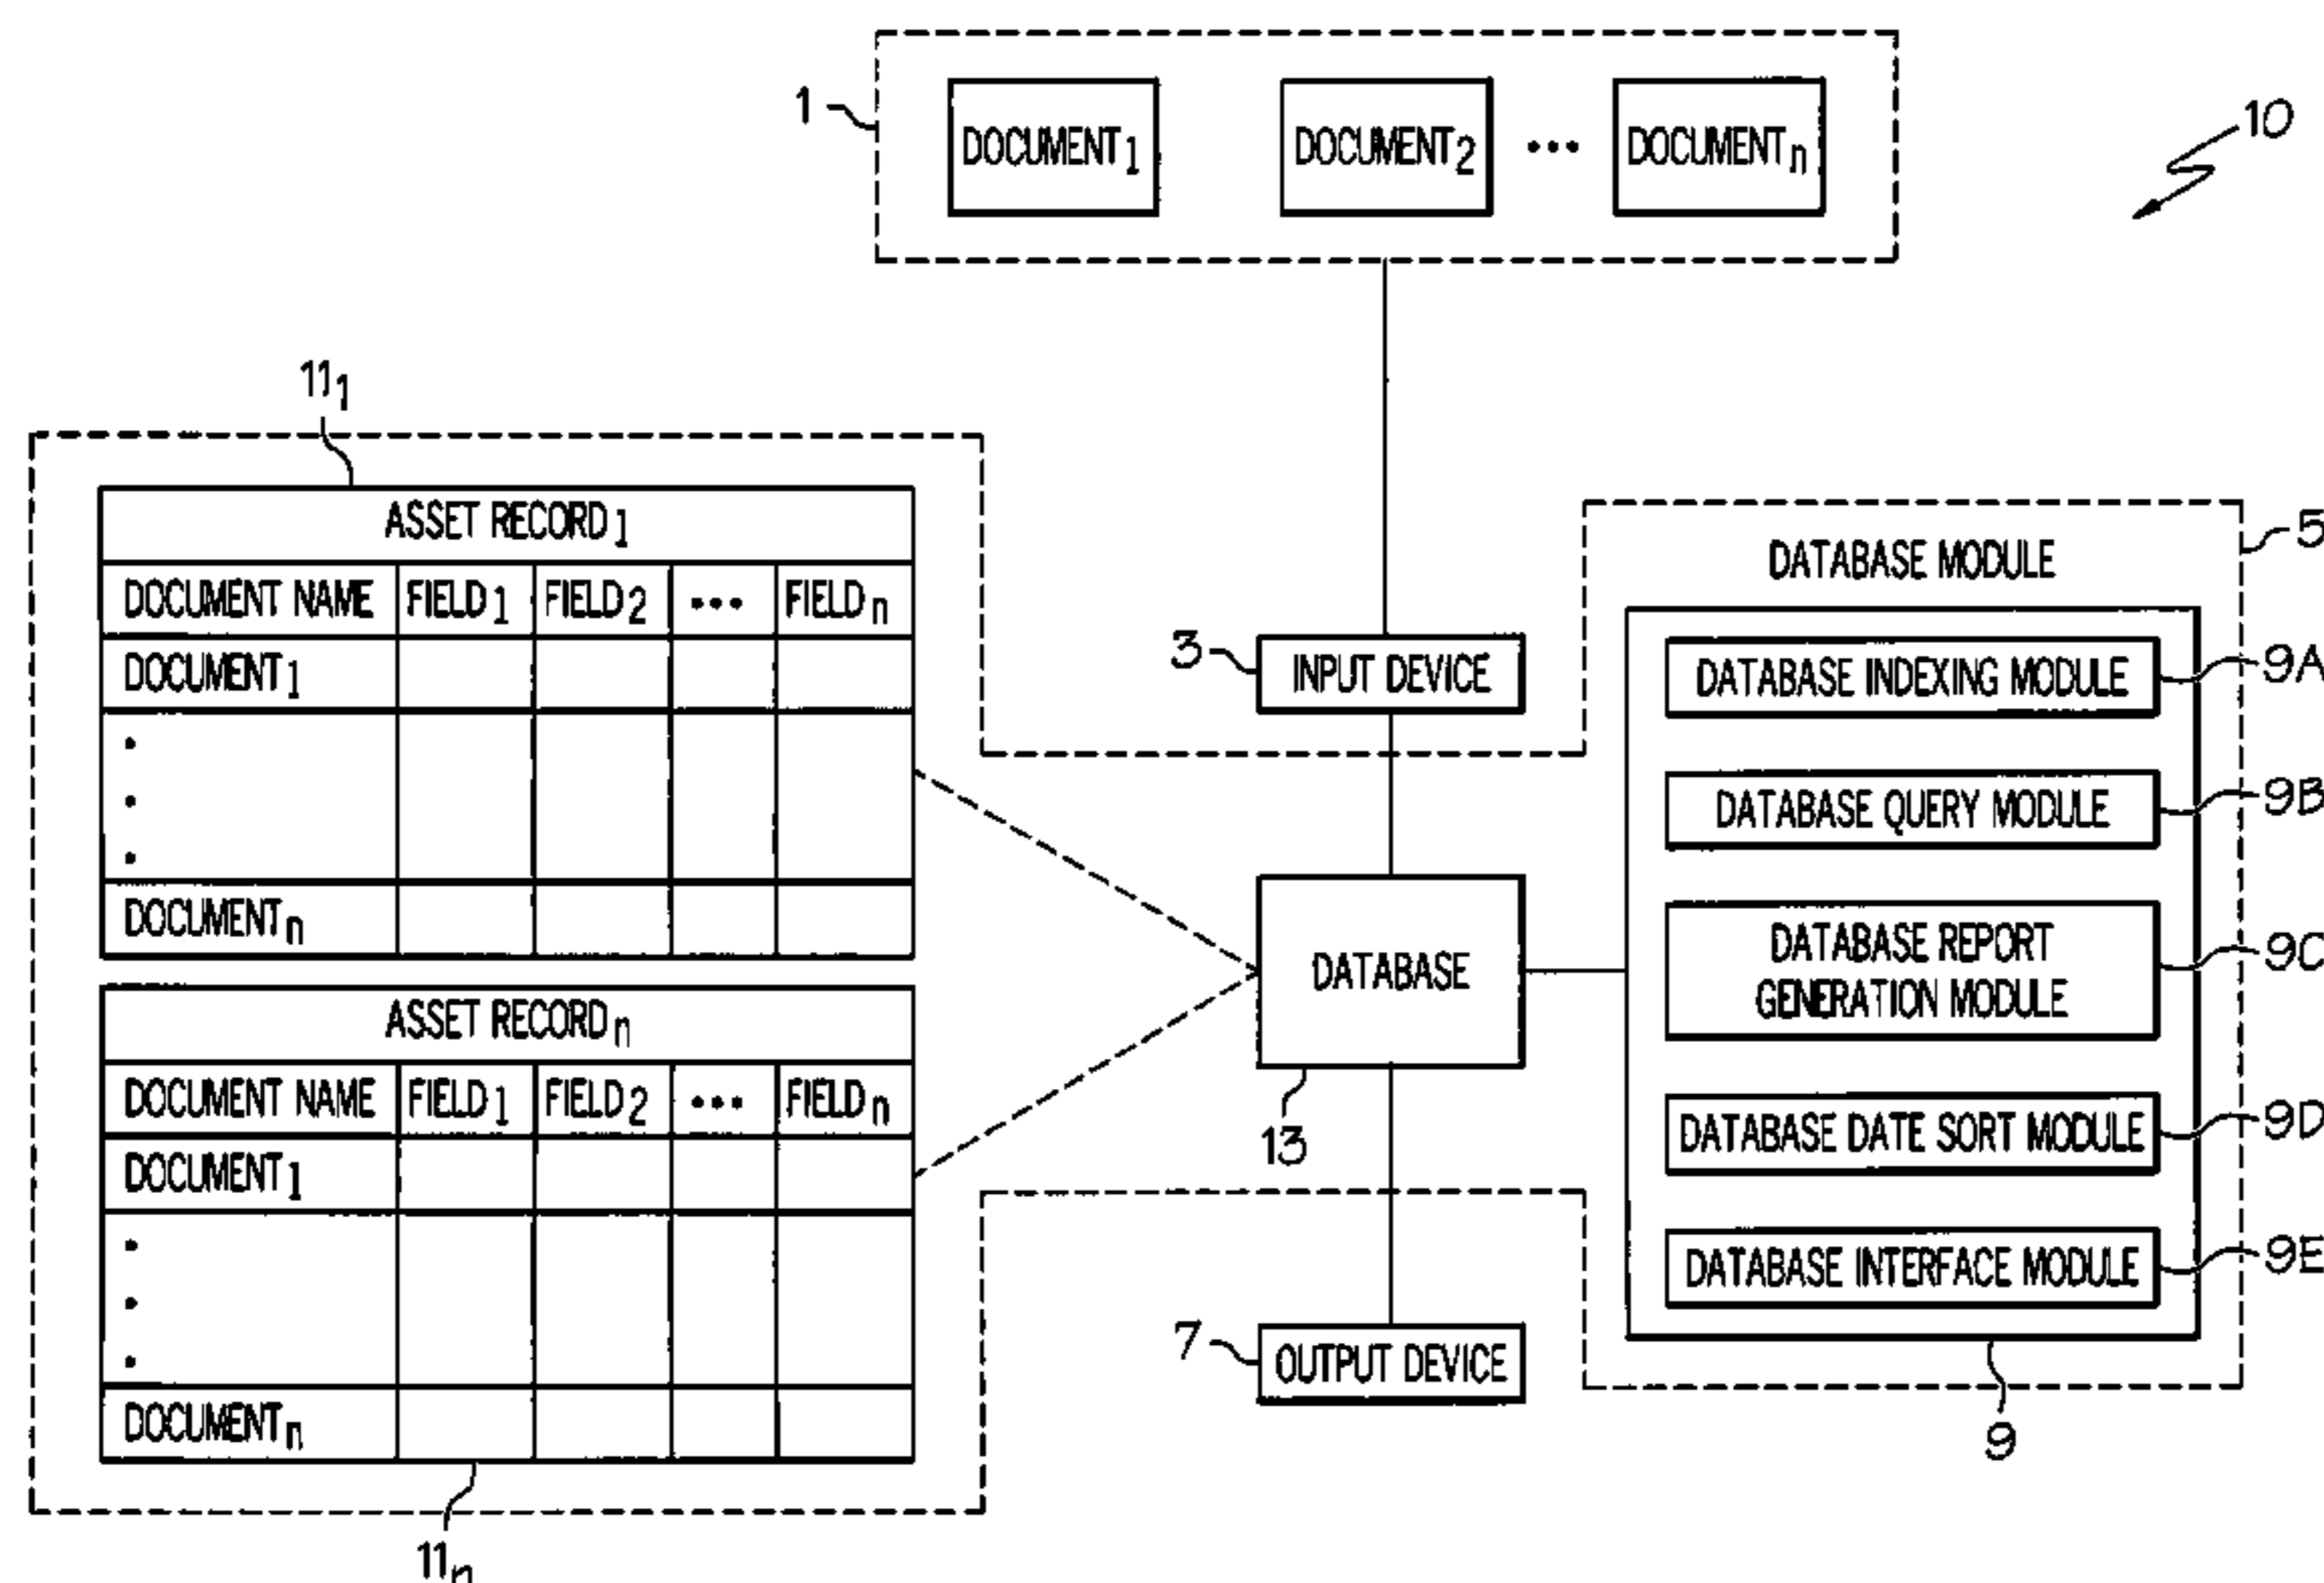 1
DOCUMENT1
DOCUMENT2
•••
DOCUMENTn
10
111
ASSET RECORD1
DOCUMENT NAME FIELD1 FIELD2 ••• FIELDn
DOCUMENT1
•
•
•
DOCUMENTn
ASSET RECORDn
DOCUMENT NAME FIELD1 FIELD2 ••• FIELDn
DOCUMENT1
•
•
•
DOCUMENTn
11n
3
INPUT DEVICE
DATABASE
13
7
OUTPUT DEVICE
5
DATABASE MODULE
DATABASE INDEXING MODULE
9A
DATABASE QUERY MODULE
9B
DATABASE REPORT
GENERATION MODULE
9C
DATABASE DATE SORT MODULE
9D
DATABASE INTERFACE MODULE
9E
9